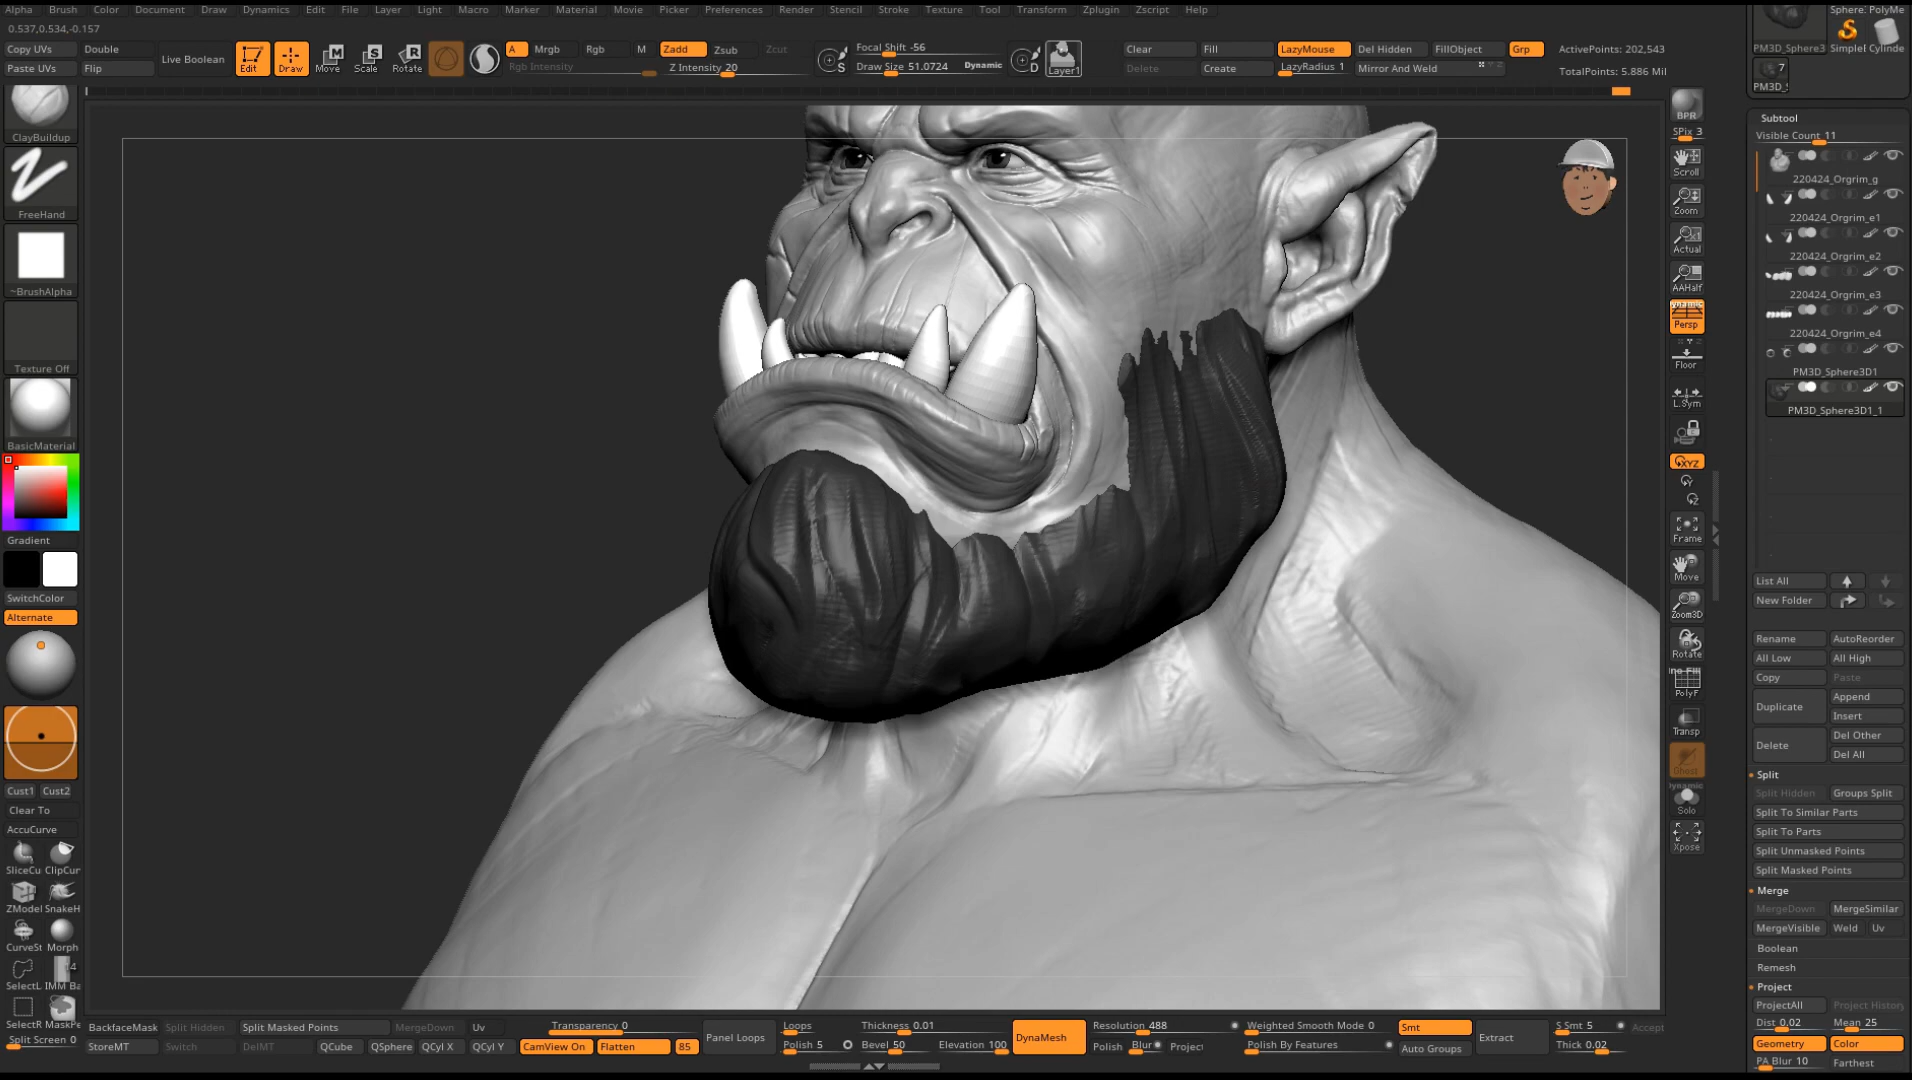 Alpha Brush Color Document Draw Dynamics Edit File Layer Light Macro Marker Material Movie Picker Preferences Render Stencil Stroke Texture Tool Transform Zplugin Zscript Help
0.537,0.534,-0.157
Copy UVs Double
Paste UVs Flip
Live Boolean
Edit Draw Move Scale Rotate
A Mrgb Rgb M Zadd Zsub Zcut
Rgb Intensity Z Intensity 20
S Focal Shift -56
Draw Size 51.0724 Dynamic
D Layer1
Clear Fill LazyMouse Del Hidden FillObject Grp
Delete Create LazyRadius 1 Mirror And Weld
ActivePoints: 202,543
TotalPoints: 5.886 Mil
Sphere. PolyMe
PM3D_Sphere3 Simplel Cylinde
7
PM3D_S
ClayBuildup
FreeHand
~BrushAlpha
Texture Off
BasicMaterial
Gradient
SwitchColor
Alternate
Cust1 Cust2
Clear To
AccuCurve
SliceCu ClipCur
ZModel SnakeH
CurveSt Morph
14
SelectL IMM Ba
SelectR MaskPe
Split Screen 0
BPR
SPix 3
Scroll
Zoom
Actual
AAHalf
Dynamic
Persp
Floor
L.Sym
XYZ
Y
Z
Frame
Move
Zoom3D
Rotate
Line Fill
PolyF
Transp
Ghost
Dynamic
Solo
Xpose
Subtool
Visible Count 11
220424_Orgrim_g
220424_Orgrim_e1
220424_Orgrim_e2
220424_Orgrim_e3
220424_Orgrim_e4
PM3D_Sphere3D1
PM3D_Sphere3D1_1
List All
New Folder
Rename AutoReorder
All Low All High
Copy Paste
Duplicate Append
Insert
Delete Del Other
Del All
Split
Split Hidden Groups Split
Split To Similar Parts
Split To Parts
Split Unmasked Points
Split Masked Points
Merge
MergeDown MergeSimilar
MergeVisible Weld Uv
Boolean
Remesh
Project
ProjectAll Project History
Dist 0.02 Mean 25
Geometry Color
PA Blur 10 Farthest
BackfaceMask Split Hidden Split Masked Points MergeDown Uv Transparency 0
StoreMT Switch DelMT QCube QSphere QCyl X QCyl Y CamView On Flatten 85
Panel Loops
Loops Thickness 0.01
Polish 5 Bevel 50 Elevation 100
DynaMesh
Resolution 488 Weighted Smooth Mode 0 Smt
Polish Blur Project Polish By Features Auto Groups
Extract
S Smt 5 Accept
Thick 0.02